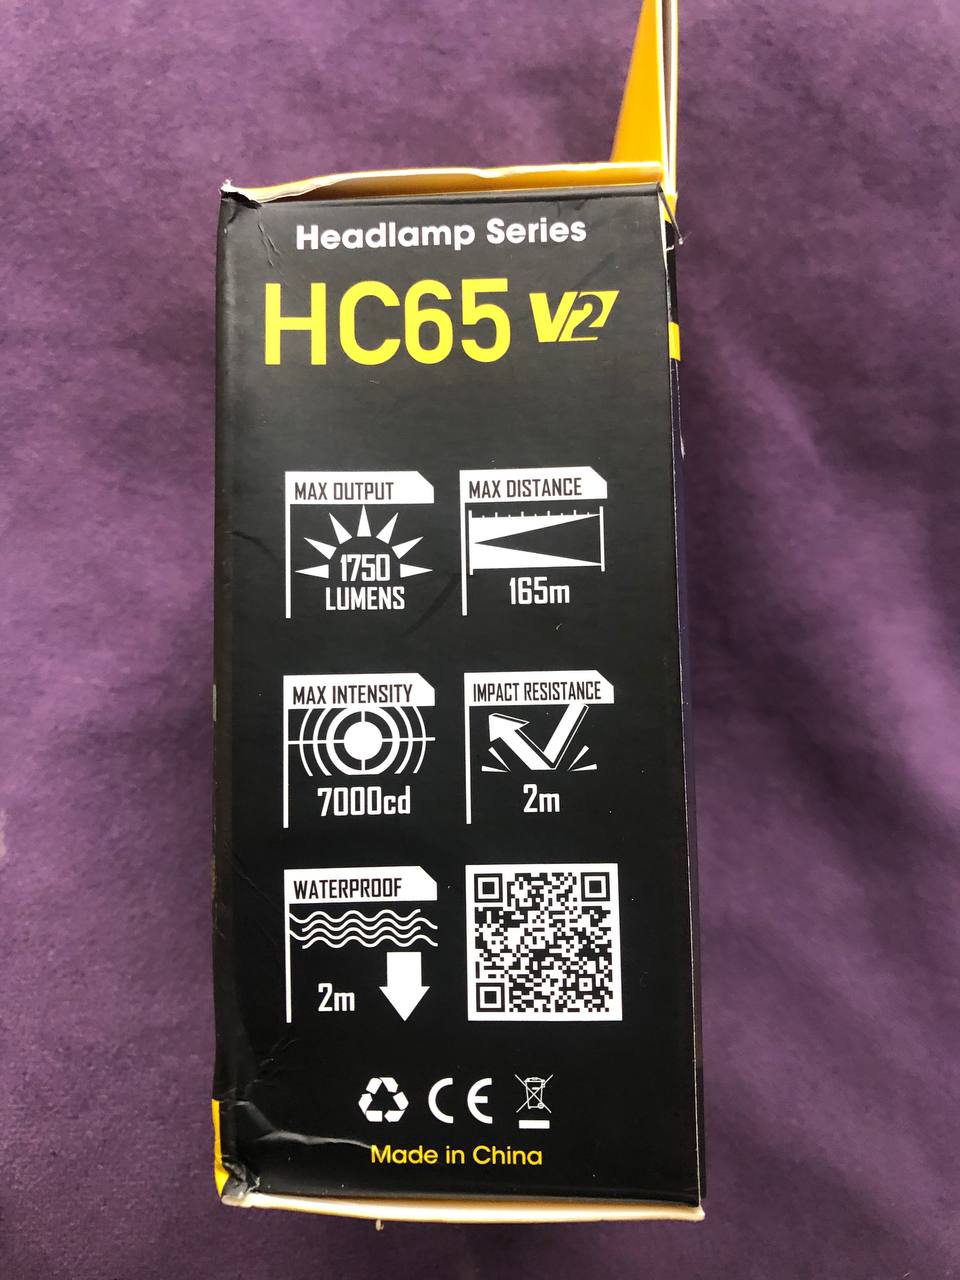 Headlamp Series
HC65 V2
MAX OUTPUT
1750
LUMENS
MAX DISTANCE
165m
MAX INTENSITY
7000cd
IMPACT RESISTANCE
2m
WATERPROOF
2m
CE
Made in China